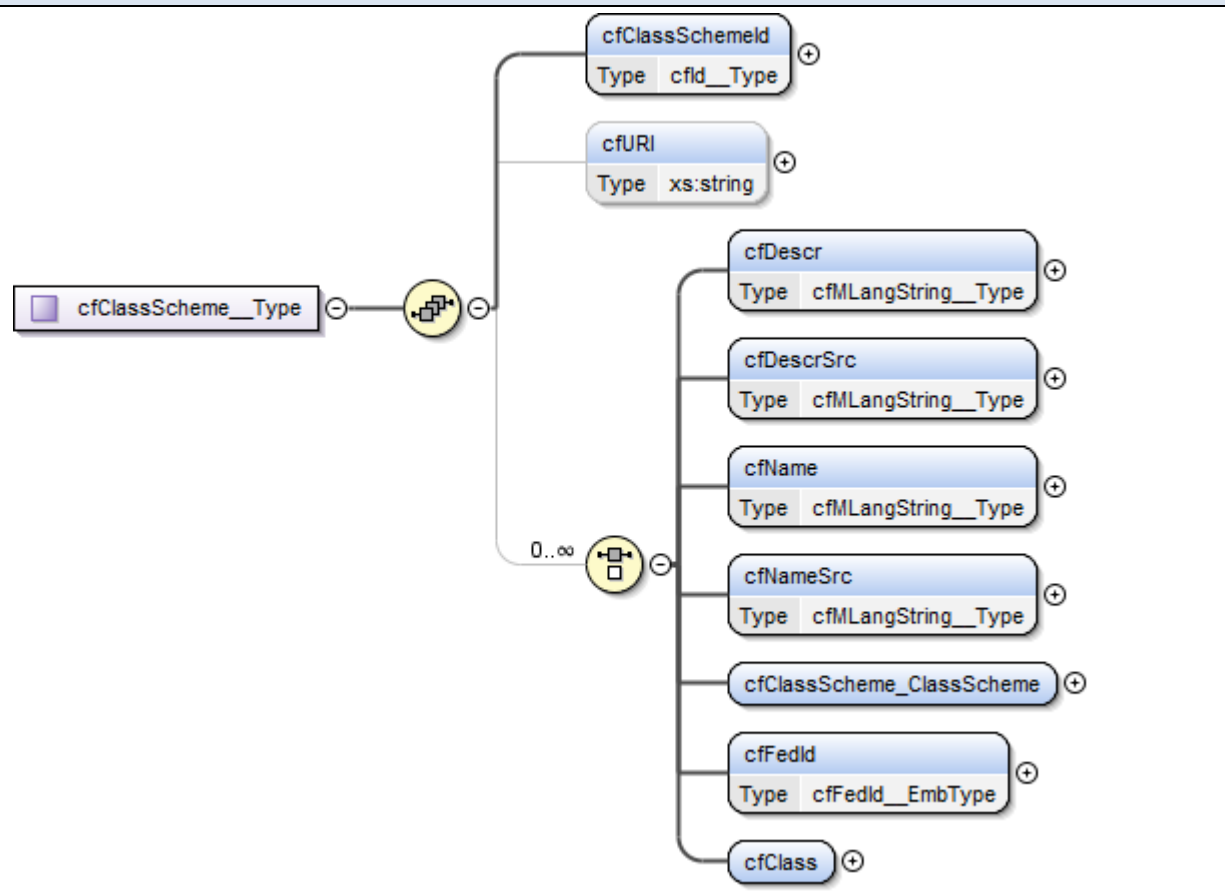 cfClassSchemeId
Type cfId__Type
cfURI
Type xs:string
cfDescr
Type cfMLangString__Type
cfClassScheme__Type
cfDescrSrc
Type cfMLangString__Type
cfName
Type cfMLangString__Type
0..∞
cfNameSrc
Type cfMLangString__Type
cfClassScheme_ClassScheme
cfFedId
Type cfFedId__EmbType
cfClass